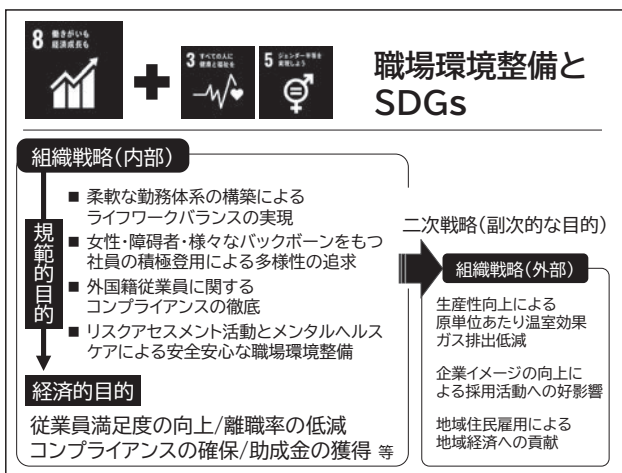 8 働きがいも
経済成長も
3 すべての人に
健康と福祉を
5 ジェンダー平等を
実現しよう
職場環境整備と
SDGs
組織戦略(内部)
規範的目的
■ 柔軟な勤務体系の構築による
ライフワークバランスの実現
■ 女性・障碍者・様々なバックボーンをもつ
社員の積極登用による多様性の追求
■ 外国籍従業員に関する
コンプライアンスの徹底
■ リスクアセスメント活動とメンタルヘルス
ケアによる安全安心な職場環境整備
経済的目的
従業員満足度の向上/離職率の低減
コンプライアンスの確保/助成金の獲得 等
二次戦略(副次的な目的)
組織戦略(外部)
生産性向上による
原単位あたり温室効果
ガス排出低減
企業イメージの向上に
よる採用活動への好影響
地域住民雇用による
地域経済への貢献